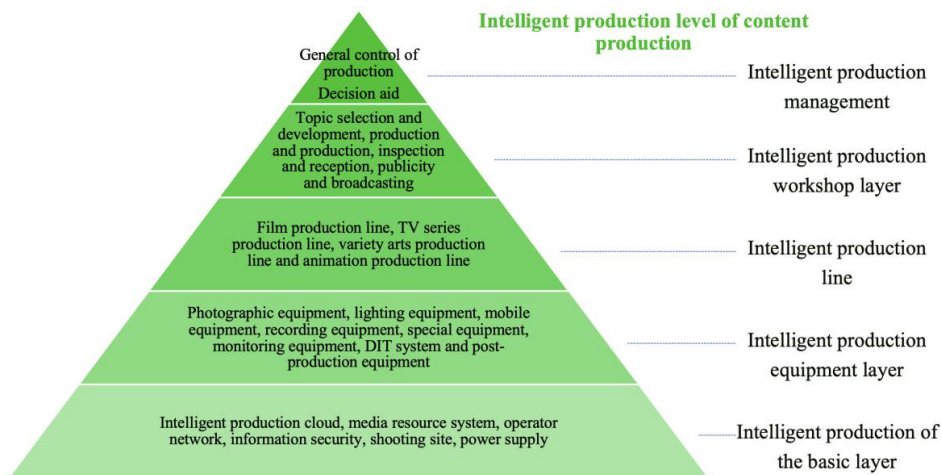 Intelligent production level of content
production
General control of
production
Decision aid
Intelligent production
management
Topic selection and
development, production
and production, inspection
and reception, publicity
and broadcasting
Intelligent production
workshop layer
Film production line, TV series
production line, variety arts production
line and animation production line
Intelligent production
line
Photographic equipment, lighting equipment, mobile
equipment, recording equipment, special equipment,
monitoring equipment, DIT system and post-
production equipment
Intelligent production
equipment layer
Intelligent production cloud, media resource system, operator
network, information security, shooting site, power supply
Intelligent production of
the basic layer